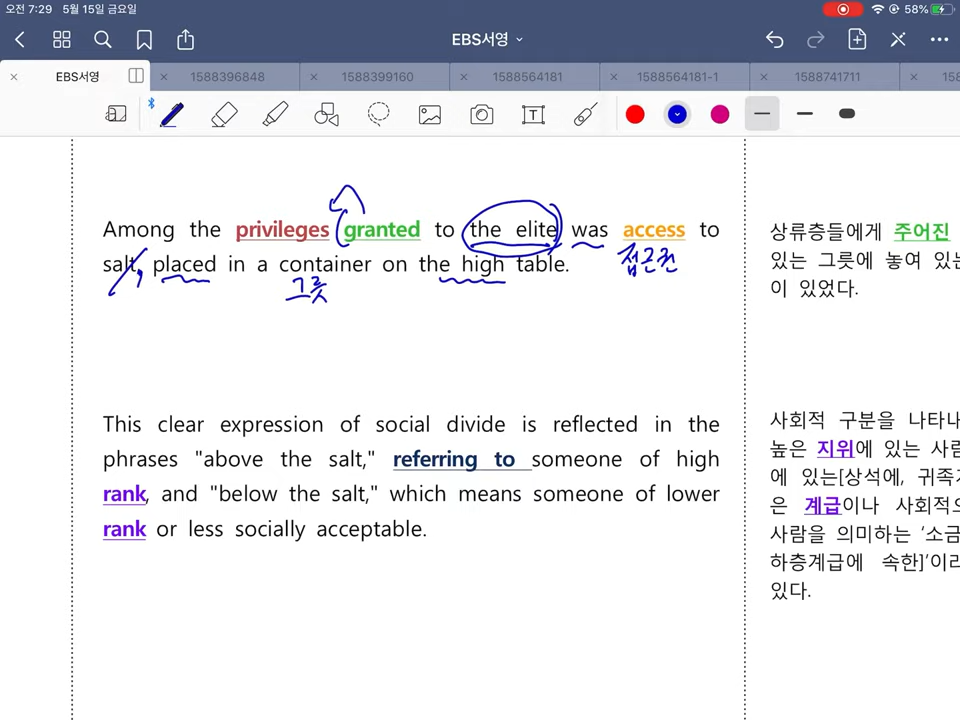 오전 7:29 5월 15일 금요일 58%
EBS서영
EBS서영 1588396848 1588399160 1588564181 1588564181-1 1588741711
Among the privileges granted to the elite was access to
salt, placed in a container on the high table.
접근권
그릇
This clear expression of social divide is reflected in the
phrases "above the salt," referring to someone of high
rank, and "below the salt," which means someone of lower
rank or less socially acceptable.
상류층들에게 주어진
있는 그릇에 놓여 있는
이 있었다.
사회적 구분을 나타내
높은 지위에 있는 사람
에 있는[상석에, 귀족
은 계급이나 사회적으
사람을 의미하는 '소금
하층계급에 속한]'이라
있다.